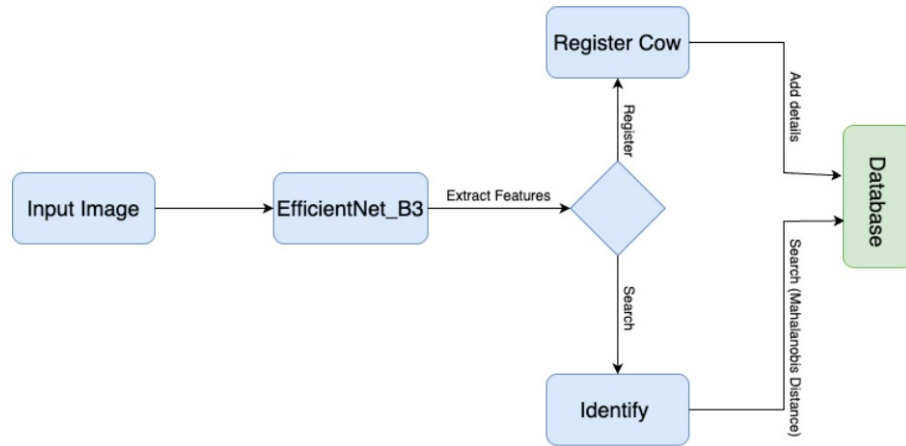 Register Cow
Add details
Register
Input Image
EfficientNet_B3
Extract Features
Database
Search
Search (Mahalanobis Distance)
Identify